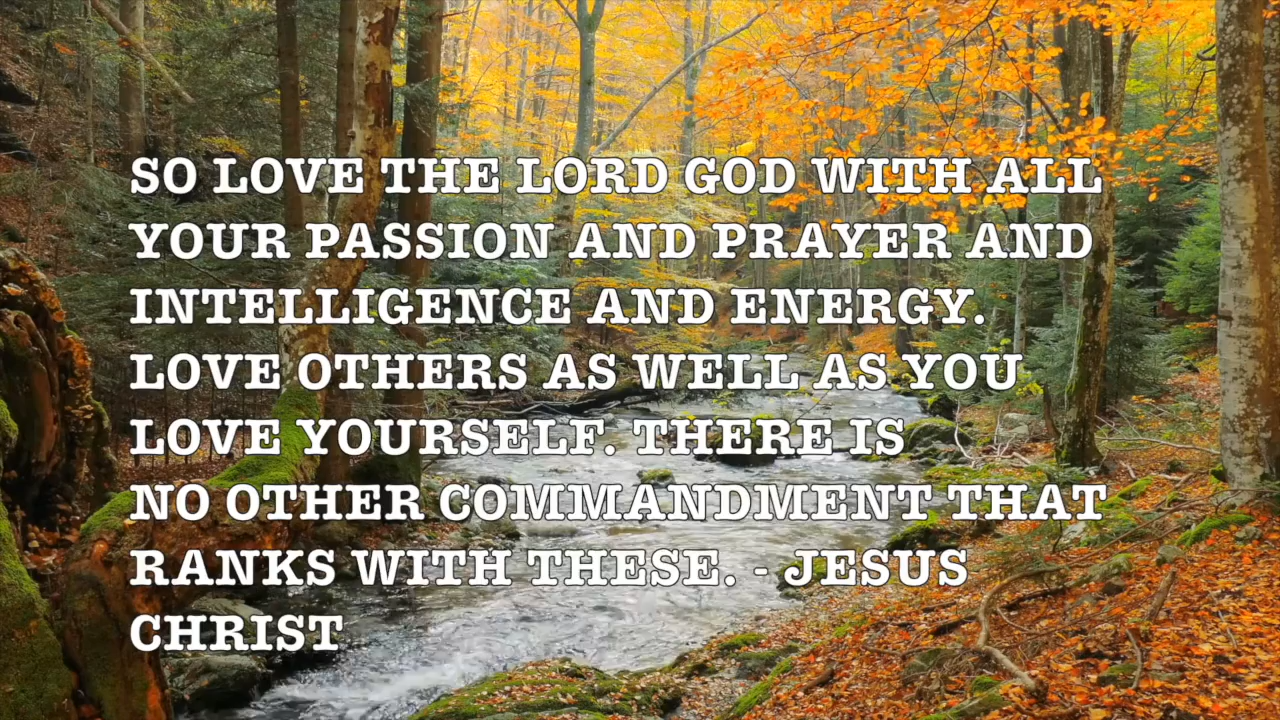 SO LOVE THE LORD GOD WITH ALL
YOUR PASSION AND PRAYER AND
INTELLIGENCE AND ENERGY.
LOVE OTHERS AS WELL AS YOU
LOVE YOURSELF. THERE IS
NO OTHER COMMANDMENT THAT
RANKS WITH THESE. - JESUS
CHRIST